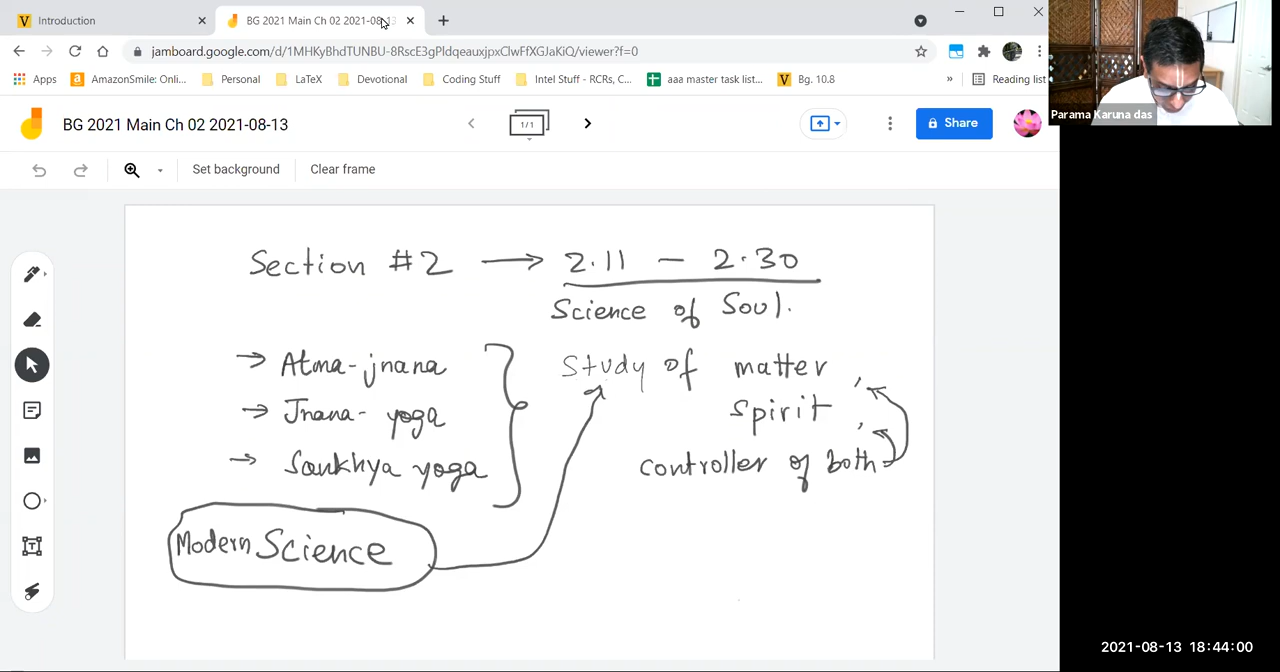 Introduction
BG 2021 Main Ch 02 2021-08-13
jamboard.google.com/d/1MHKyBhdTUNBU-8RscE3gPldqeauxjpxClwFfXGJaKiQ/viewer?f=0
Apps AmazonSmile: Onli... Personal LaTeX Devotional Coding Stuff Intel Stuff - RCRs, C... aaa master task list... Bg. 10.8 » Reading list
Parama Karuna das
BG 2021 Main Ch 02 2021-08-13
1/1
Share
Set background
Clear frame
Section #2 → 2.11 - 2.30
Science of Soul.
→ Atma-jnana
→ Jnana-yoga
→ Sankhya yoga
Study of matter,
spirit,
controller of both
Modern Science
2021-08-13 18:44:00